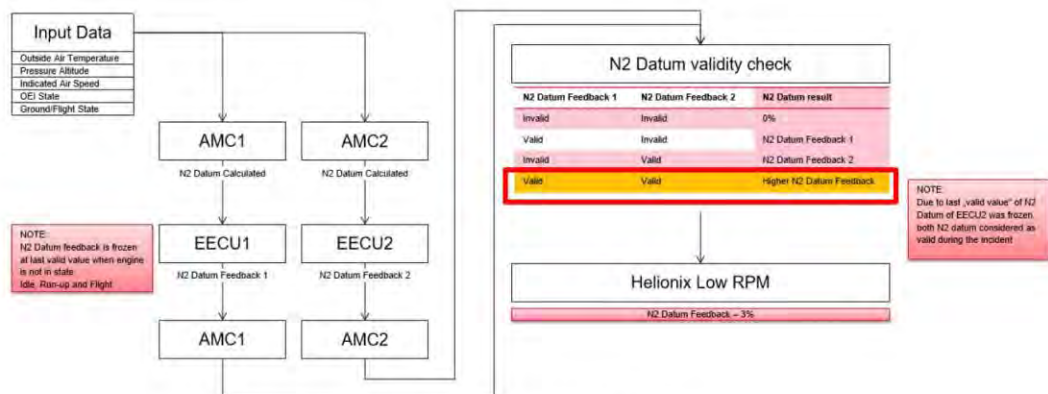 Input Data
Outside Air Temperature
Pressure Altitude
Indicated Air Speed
OEI State
Ground/Flight State
AMC1
AMC2
N2 Datum Calculated
N2 Datum Calculated
NOTE:
N2 Datum feedback is frozen
at last valid value when engine
is not in state
Idle, Run-up and Flight
EECU1
EECU2
N2 Datum Feedback 1
N2 Datum Feedback 2
AMC1
AMC2
N2 Datum validity check
N2 Datum Feedback 1 N2 Datum Feedback 2 N2 Datum result
Invalid Invalid 0%
Valid Invalid N2 Datum Feedback 1
Invalid Valid N2 Datum Feedback 2
Valid Valid Higher N2 Datum Feedback
NOTE:
Due to last „valid value" of N2
Datum of EECU2 was frozen
both N2 datum considered as
valid during the incident
Helionix Low RPM
N2 Datum Feedback – 3%